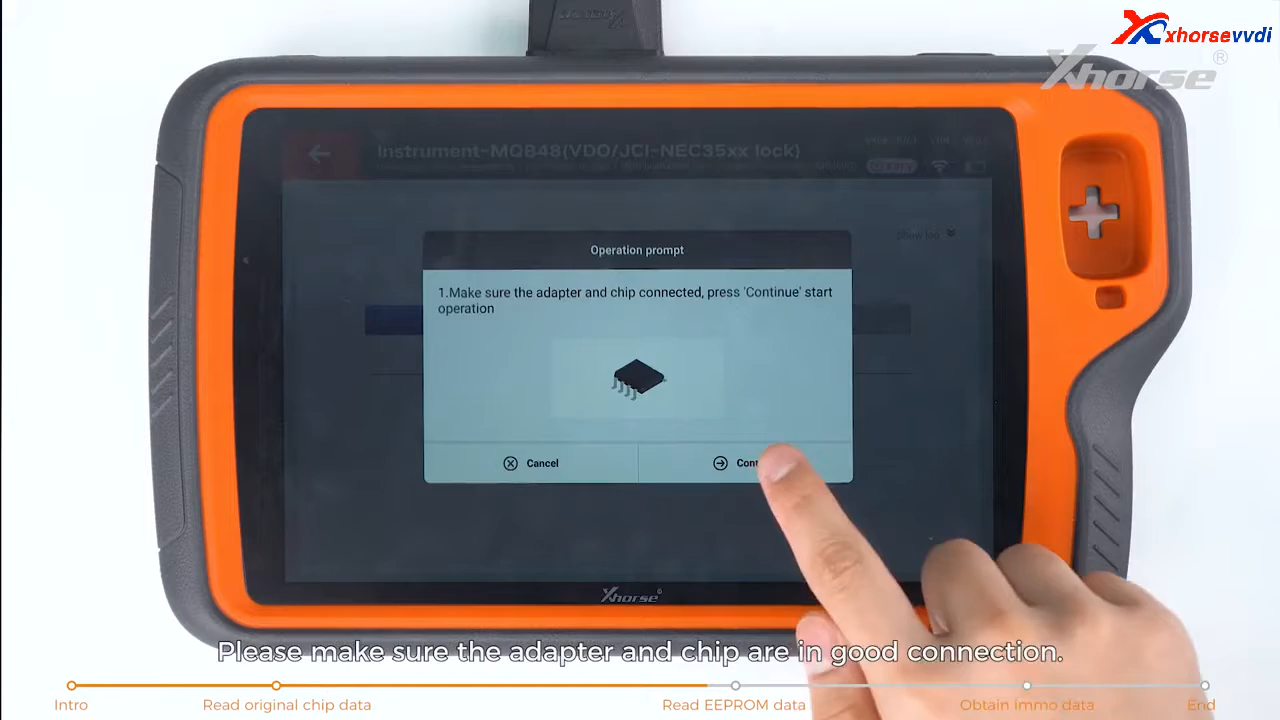 xhorsevvdi
Xhorse®
Instrument-MQB48(VDO/JCI-NEC35xx lock)
Show log
Operation prompt
1.Make sure the adapter and chip connected, press 'Continue' start
operation
Cancel
Xhorse®
Please make sure the adapter and chip are in good connection.
Intro
Read original chip data
Read EEPROM data
Obtain immo data
End